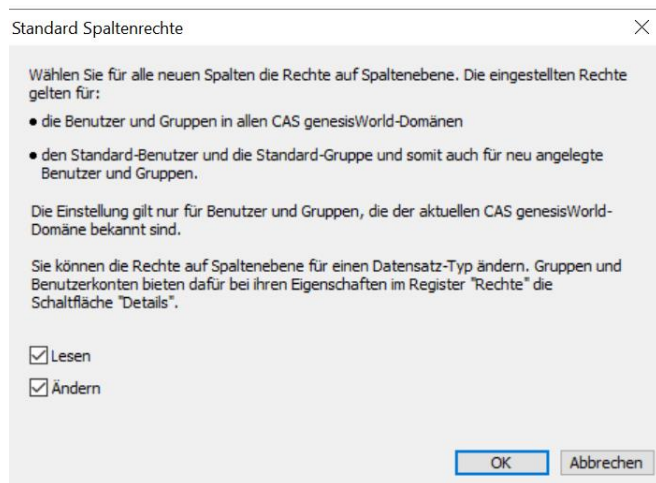 Standard Spaltenrechte
Wählen Sie für alle neuen Spalten die Rechte auf Spaltenebene. Die eingestellten Rechte
gelten für:
• die Benutzer und Gruppen in allen CAS genesisWorld-Domänen
• den Standard-Benutzer und die Standard-Gruppe und somit auch für neu angelegte
Benutzer und Gruppen.
Die Einstellung gilt nur für Benutzer und Gruppen, die der aktuellen CAS genesisWorld-
Domäne bekannt sind.
Sie können die Rechte auf Spaltenebene für einen Datensatz-Typ ändern. Gruppen und
Benutzerkonten bieten dafür bei ihren Eigenschaften im Register "Rechte" die
Schaltfläche "Details".
Lesen
Ändern
OK Abbrechen